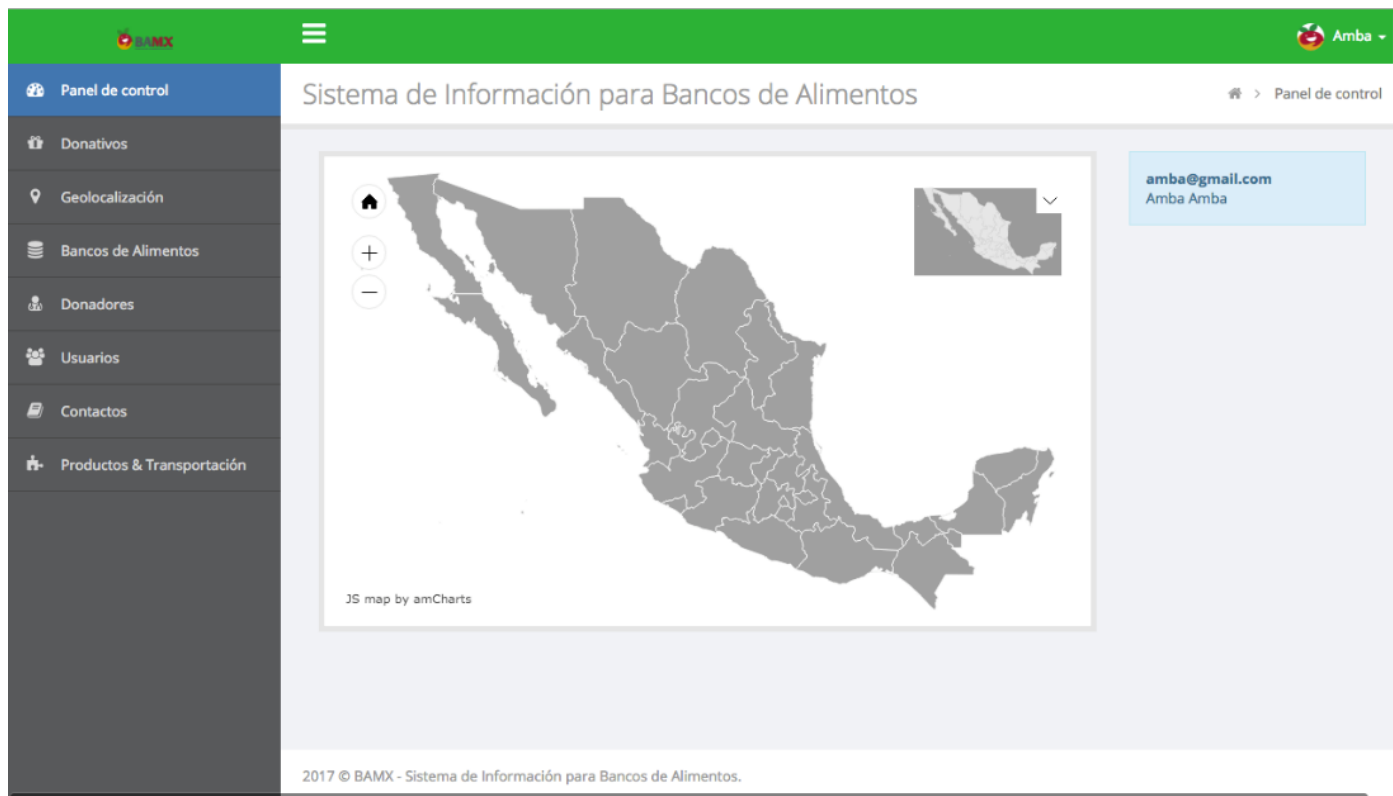 BAMX
Amba
Panel de control
Donativos
Geolocalización
Bancos de Alimentos
Donadores
Usuarios
Contactos
Productos & Transportación
Sistema de Información para Bancos de Alimentos
> Panel de control
amba@gmail.com
Amba Amba
JS map by amCharts
2017 © BAMX - Sistema de Información para Bancos de Alimentos.